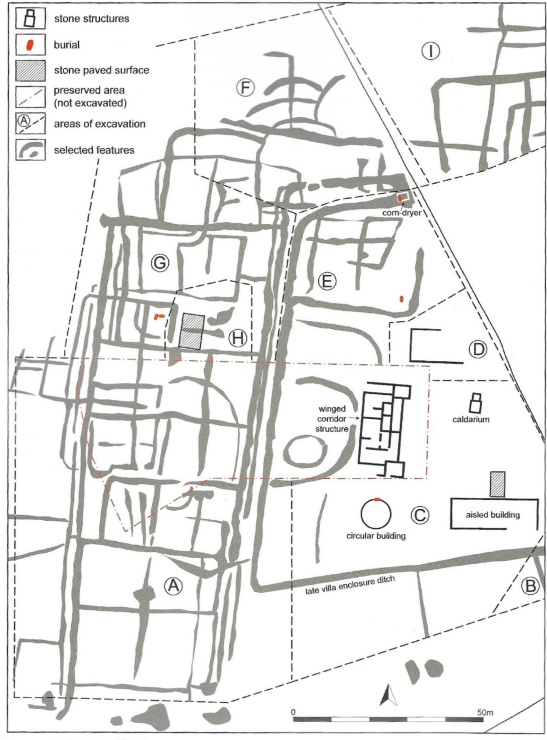 stone structures
burial
stone paved surface
preserved area
(not excavated)
A areas of excavation
selected features
F
I
corn-dryer
G
E
H
D
winged
corridor
structure
caldarium
C
aisled building
circular building
A
late villa enclosure ditch
B
0
50m